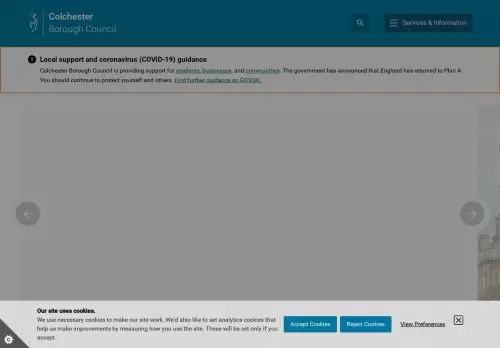 Colchester
Borough Council
Services & Information
Local support and coronavirus (COVID-19) guidance
Colchester Borough Council is providing support for residents, businesses, and communities. The government has announced that England has returned to Plan A.
You should continue to protect yourself and others. Find further guidance on GOV.UK.
Our site uses cookies.
We use necessary cookies to make our site work. We'd also like to set analytics cookies that
help us make improvements by measuring how you use the site. These will be set only if you
accept.
Accept Cookies
Reject Cookies
View Preferences